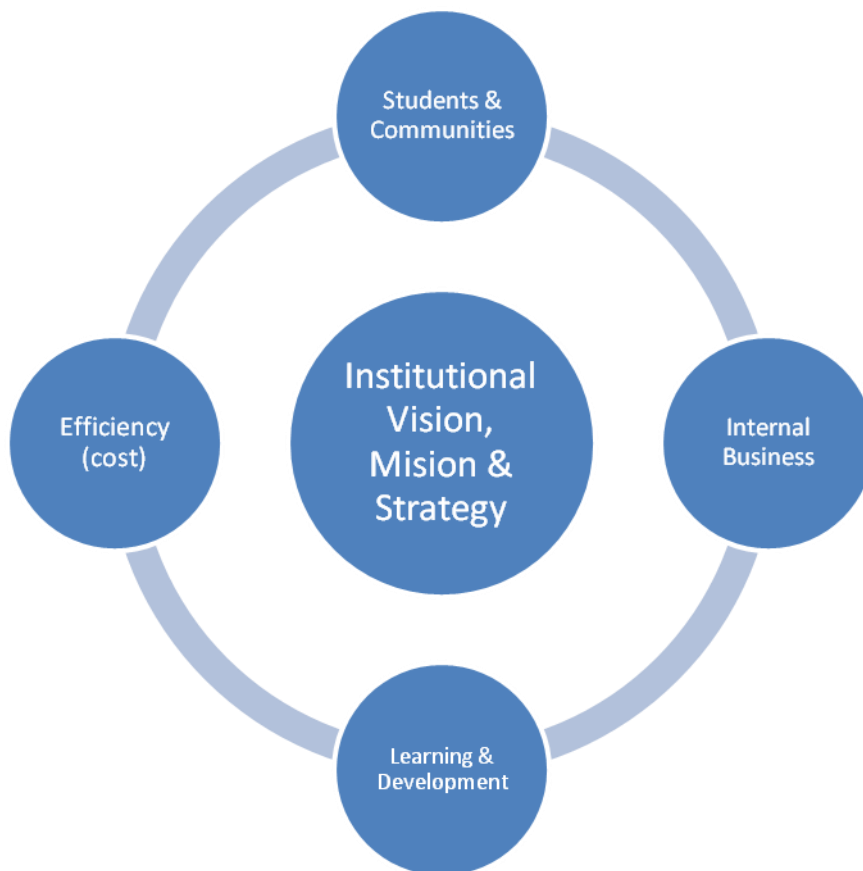 Students &
Communities
Efficiency
(cost)
Institutional
Vision,
Mision &
Strategy
Internal
Business
Learning &
Development